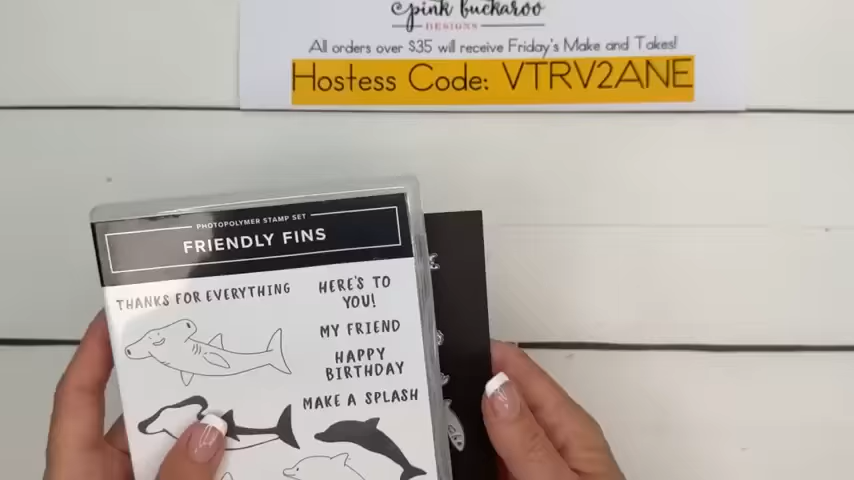 pink buckaroo
DESIGNS
All orders over $35 will receive Friday's Make and Takes!
Hostess Code: VTRV2ANE
PHOTOPOLYMER STAMP SET
FRIENDLY FINS
THANKS FOR EVERYTHING
HERE'S TO
YOU!
MY FRIEND
HAPPY
BIRTHDAY
MAKE A SPLASH